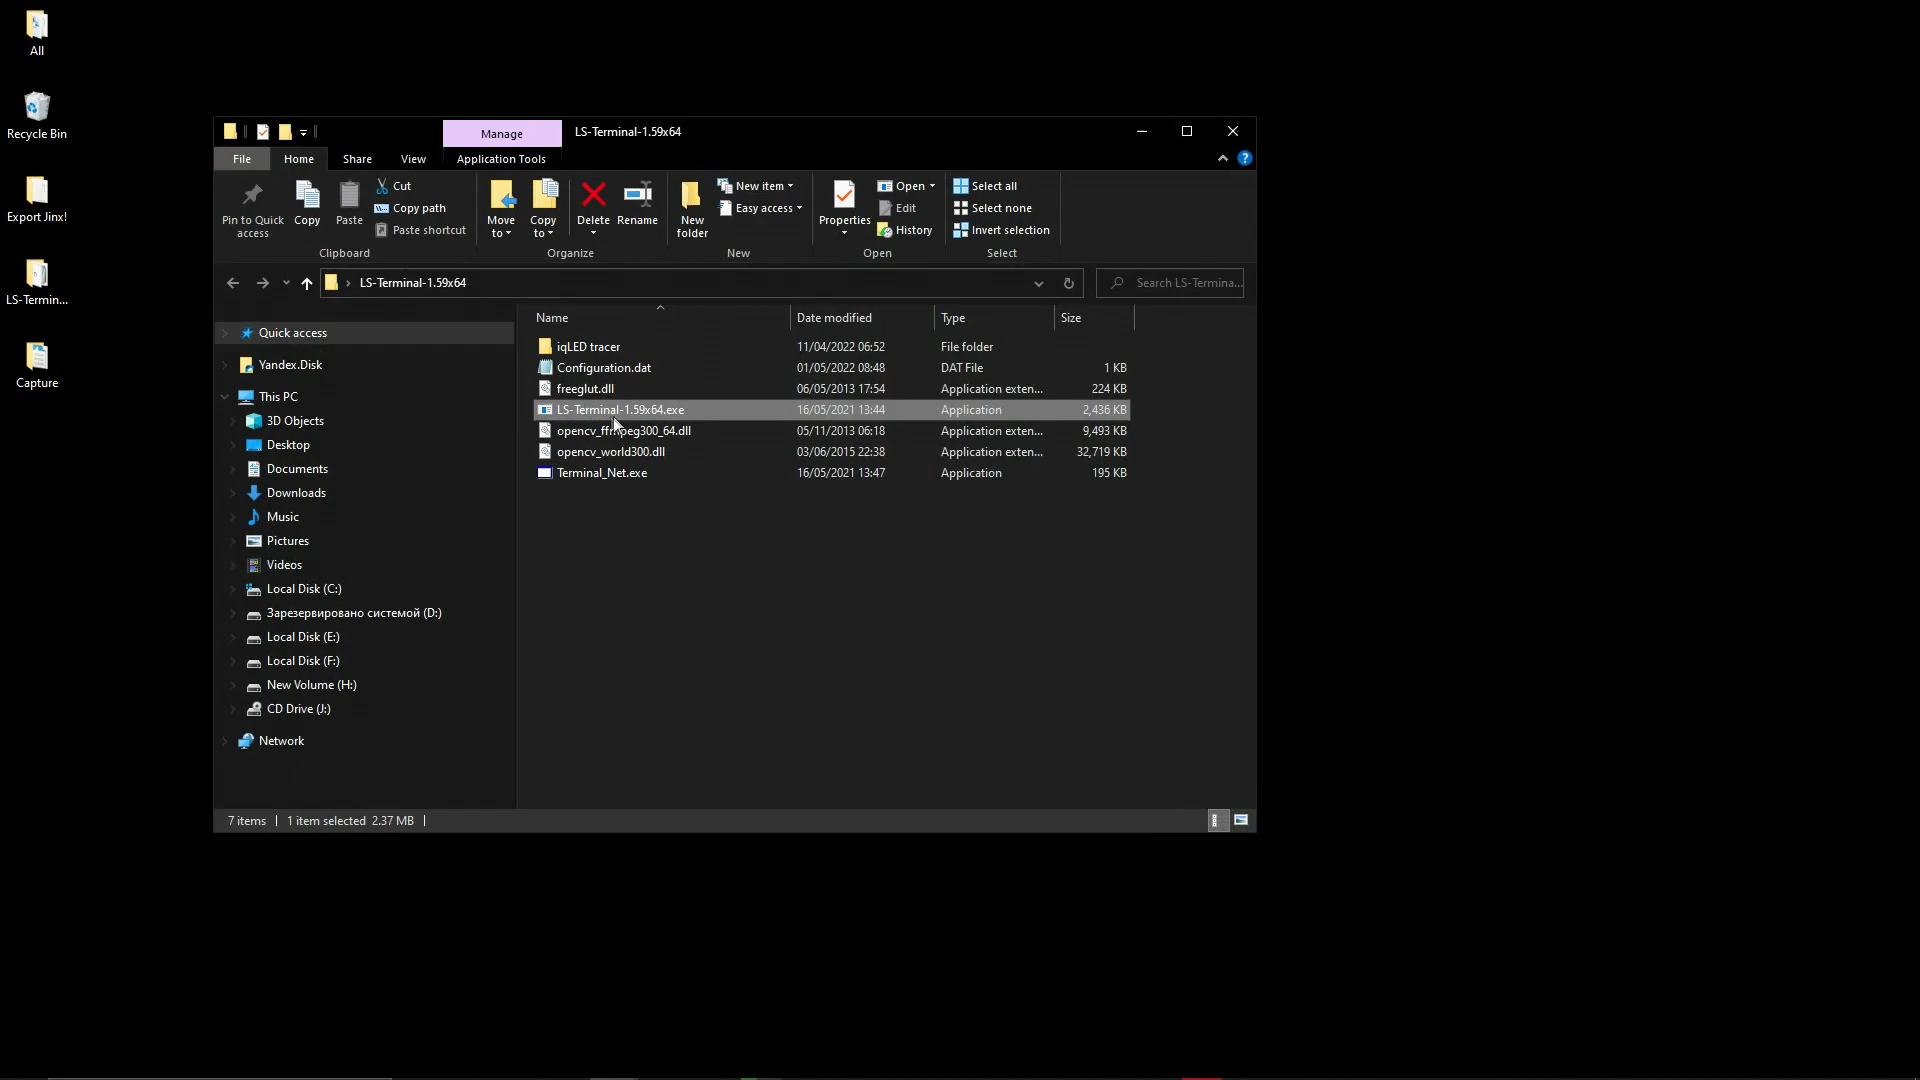 All
Recycle Bin
Export Jinx!
LS-Termin...
Capture
Manage
LS-Terminal-1.59x64
File
Home
Share
View
Application Tools
Pin to Quick access
Copy
Paste
Cut
Copy path
Paste shortcut
Clipboard
Move to
Copy to
Delete
Rename
Organize
New folder
New item
Easy access
New
Properties
Open
Edit
History
Open
Select all
Select none
Invert selection
Select
LS-Terminal-1.59x64
Search LS-Termina...
Quick access
Yandex.Disk
This PC
3D Objects
Desktop
Documents
Downloads
Music
Pictures
Videos
Local Disk (C:)
Зарезервировано системой (D:)
Local Disk (E:)
Local Disk (F:)
New Volume (H:)
CD Drive (J:)
Network
Name Date modified Type Size
iqLED tracer 11/04/2022 06:52 File folder
Configuration.dat 01/05/2022 08:48 DAT File 1 KB
freeglut.dll 06/05/2013 17:54 Application exten... 224 KB
LS-Terminal-1.59x64.exe 16/05/2021 13:44 Application 2,436 KB
05/11/2013 06:18 Application exten... 9,493 KB
opencv_world300.dll 03/06/2015 22:38 Application exten... 32,719 KB
Terminal_Net.exe 16/05/2021 13:47 Application 195 KB
7 items 1 item selected 2.37 MB